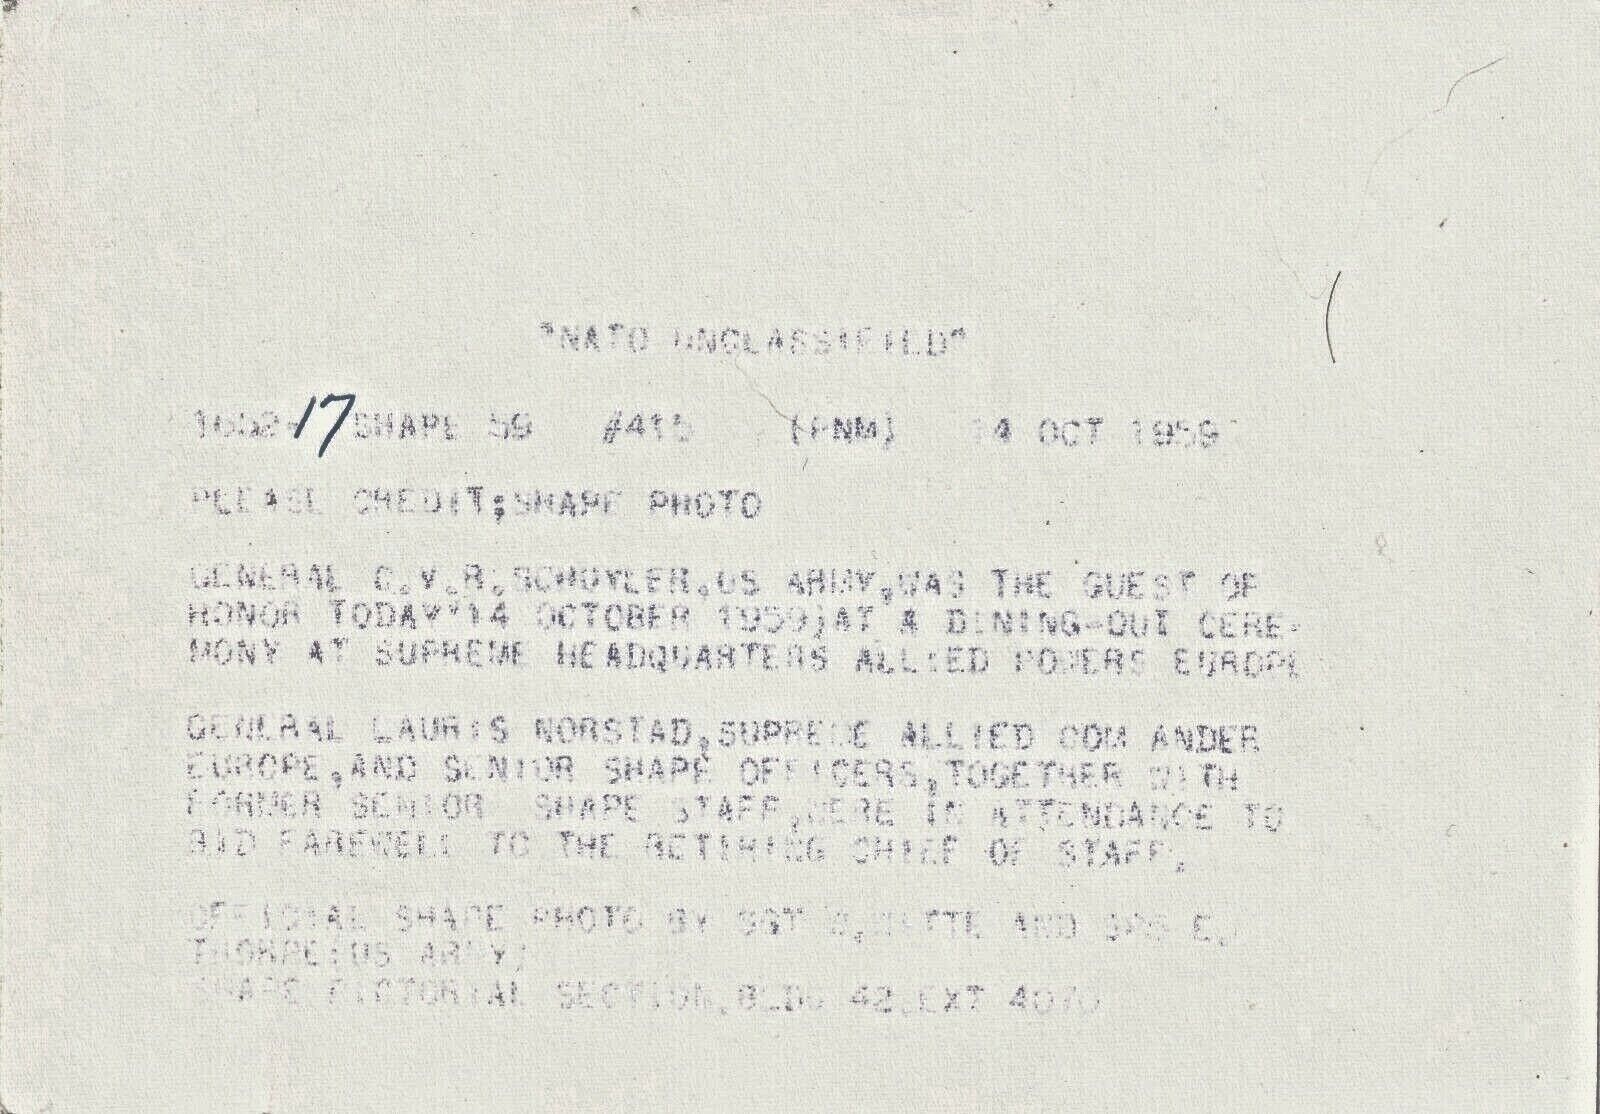 "NATO UNCLASSIFIED"
17 SHAPE 59 #415 (PNM) 14 OCT 1959
PLEASE CREDIT;SHAPE PHOTO
GENERAL C.V.R.SCHUYLER.US ARMY,WAS THE GUEST OF
HONOR TODAY(14 OCTOBER 1959)AT A DINING-OUT CERE-
MONY AT SUPREME HEADQUARTERS ALLIED POWERS EUROPE
GENERAL LAURIS NORSTAD,SUPREME ALLIED COM ANDER
EUROPE,AND SENIOR SHAPE OFFICERS,TOGETHER WITH
FORMER SENIOR SHAPE STAFF,WERE IN ATTENDANCE TO
BID FAREWELL TO THE RETIRING CHIEF OF STAFF.
OFFICIAL SHAPE PHOTO BY SGT AND E.
THORPE(US ARMY)
SHAPE PICTORIAL SECTION.BLDG 42.EXT 4070